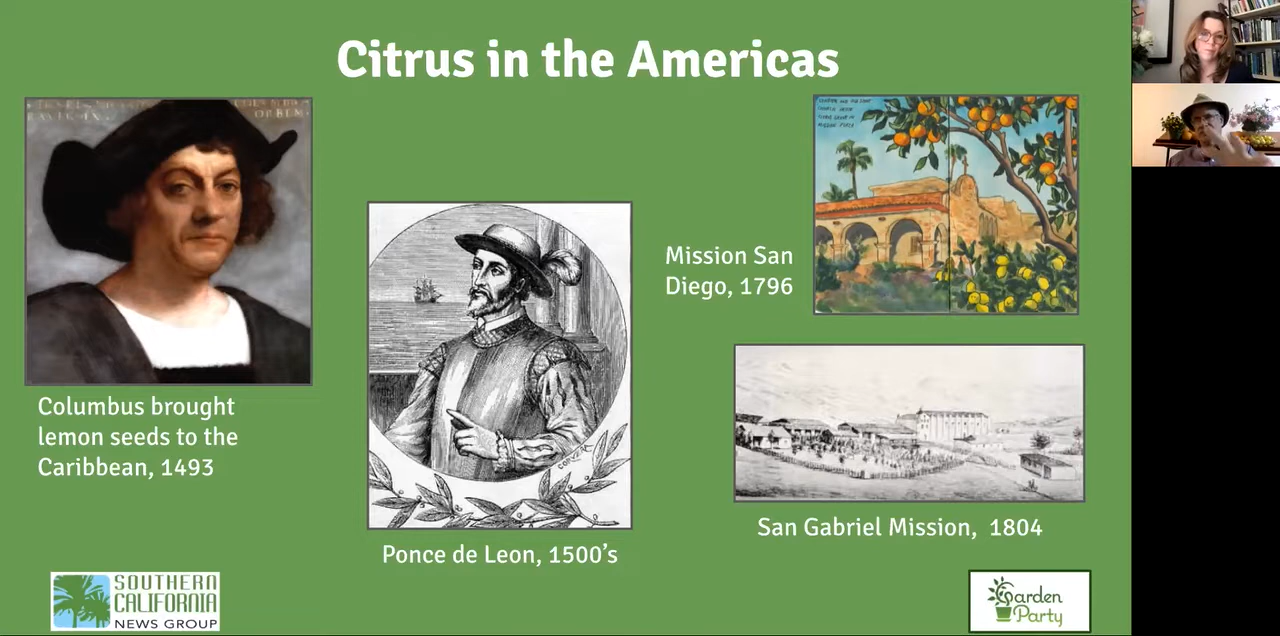 Citrus in the Americas
Columbus brought
lemon seeds to the
Caribbean, 1493
Ponce de Leon, 1500’s
Mission San
Diego, 1796
San Gabriel Mission,  1804
SOUTHERN
CALIFORNIA
NEWS GROUP
Garden
Party